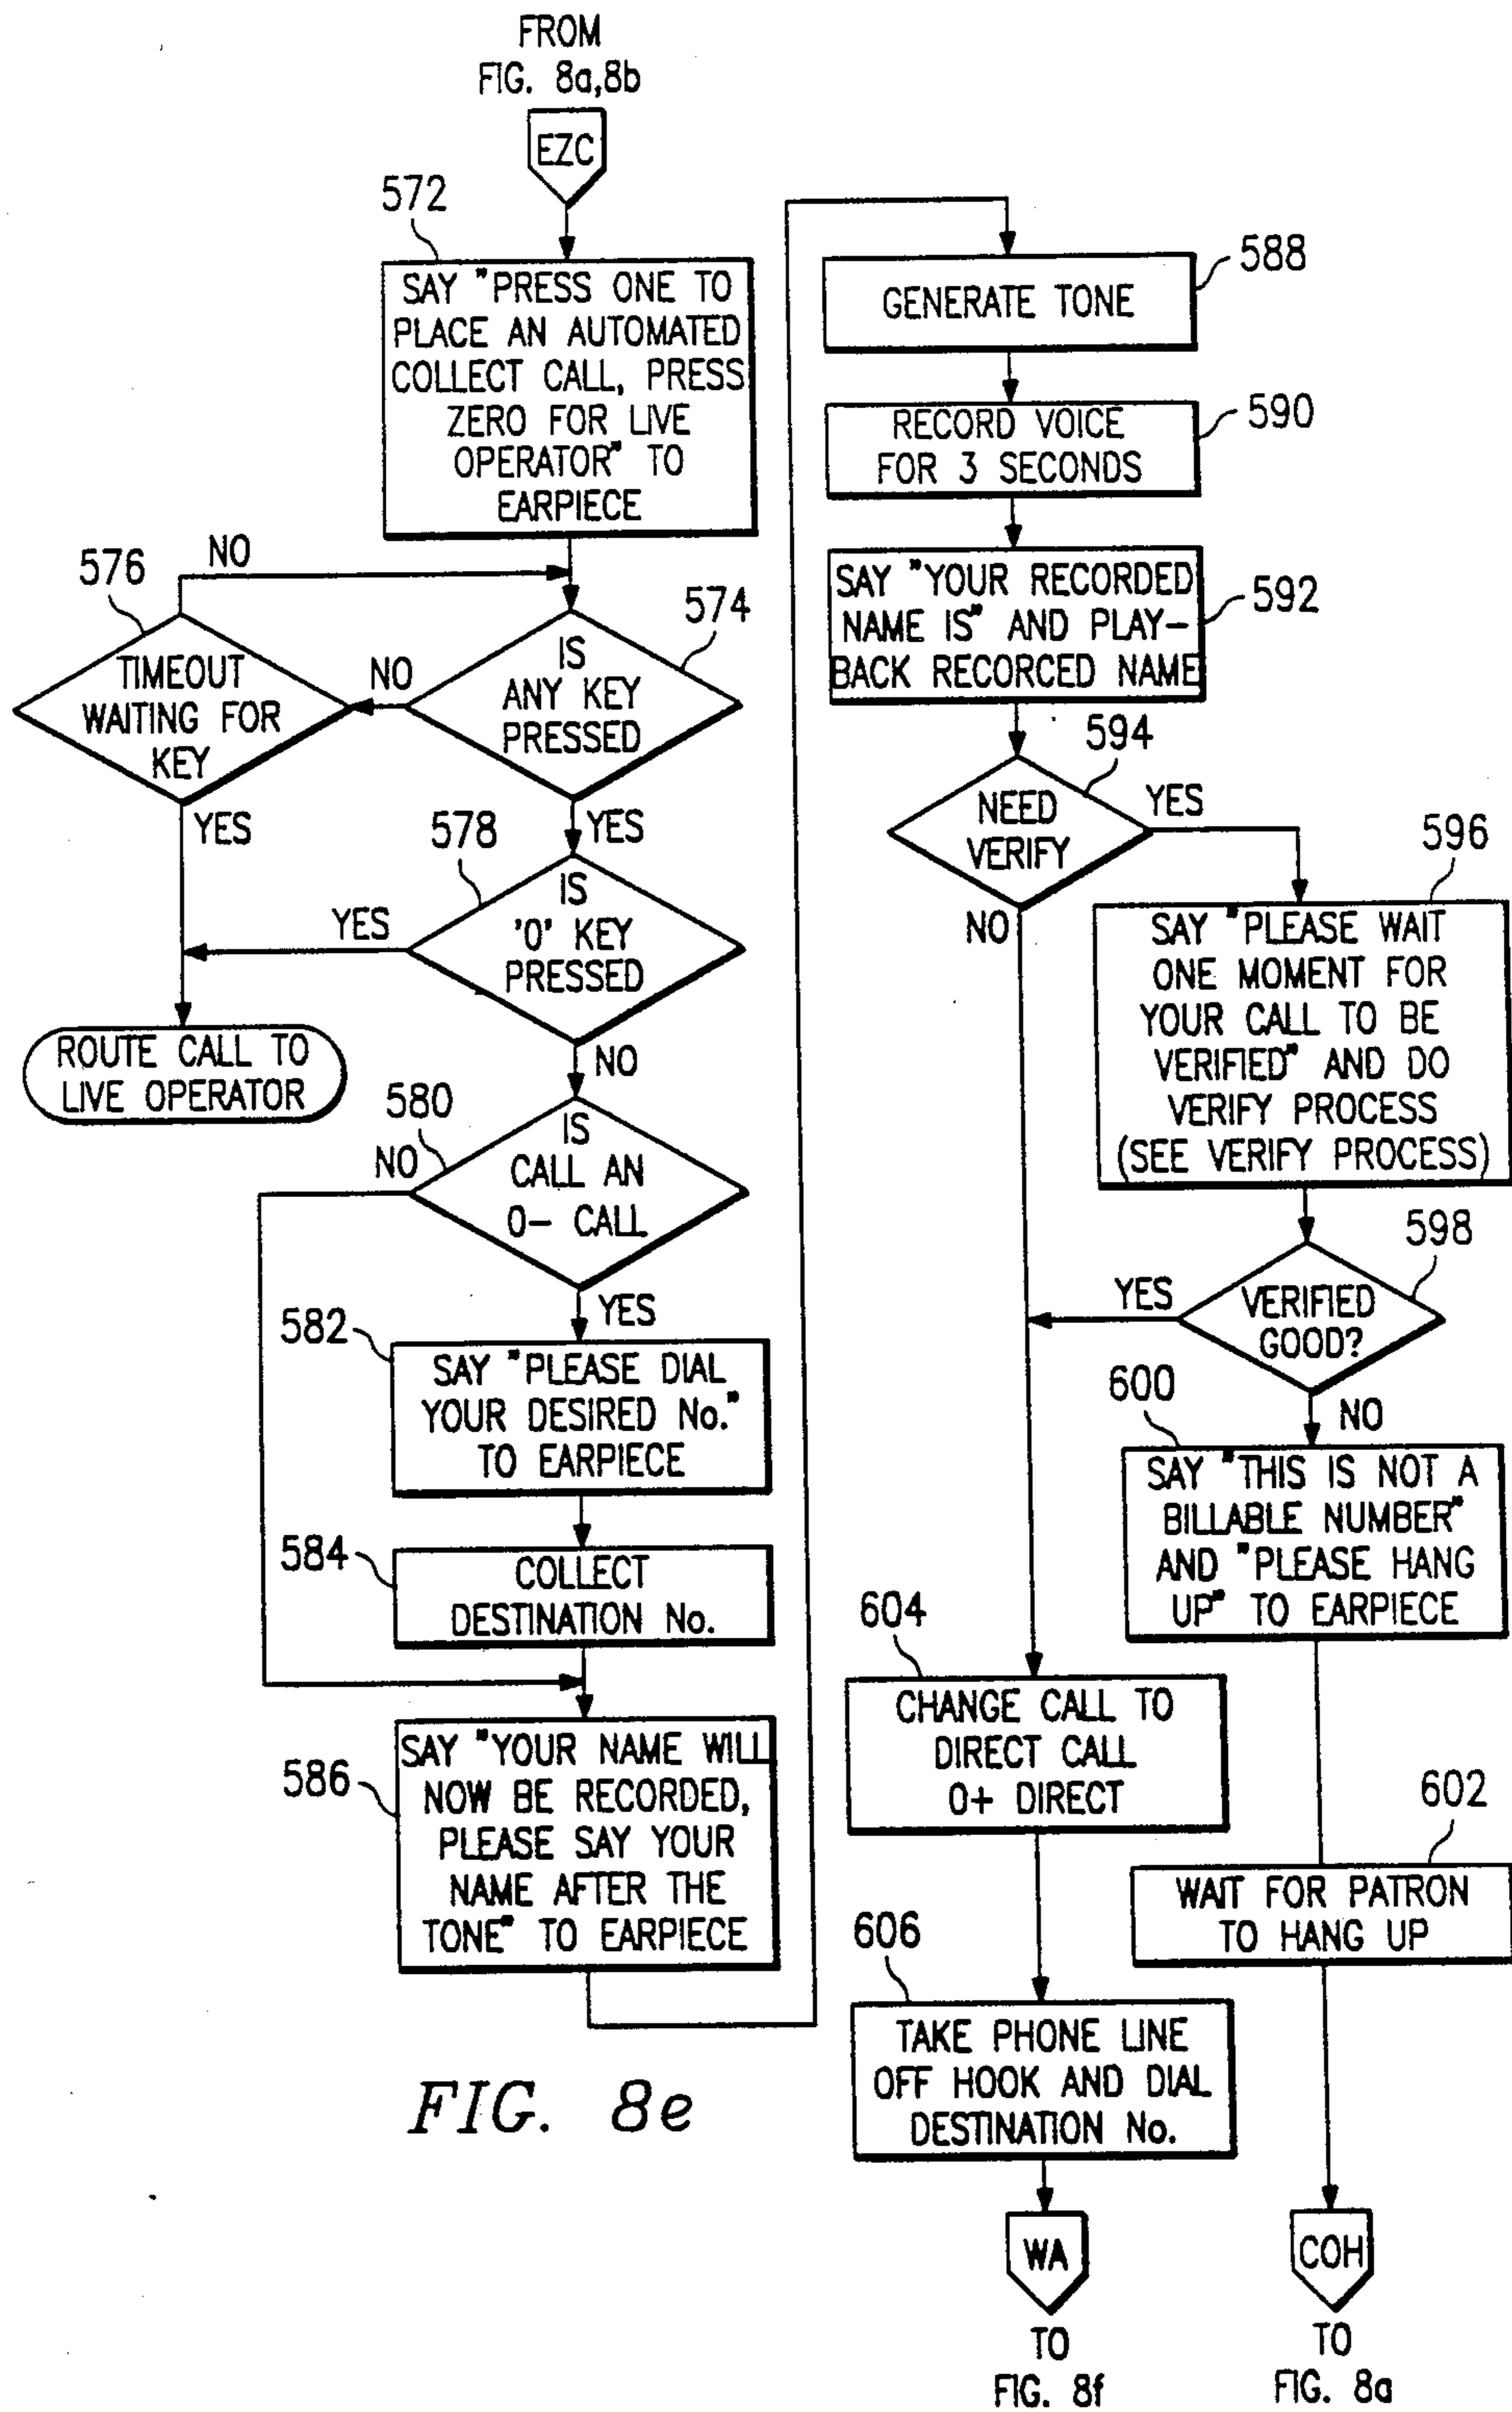 FROM
FIG. 8a,8b
EZC
572
SAY "PRESS ONE TO
PLACE AN AUTOMATED
COLLECT CALL, PRESS
ZERO FOR LIVE
OPERATOR" TO
EARPIECE
576
NO
574
TIMEOUT
WAITING FOR
KEY
NO
IS
ANY KEY
PRESSED
YES
578
YES
IS
'0' KEY
PRESSED
YES
ROUTE CALL TO
LIVE OPERATOR
NO
580
NO
IS
CALL AN
0- CALL
YES
582
SAY "PLEASE DIAL
YOUR DESIRED No."
TO EARPIECE
584
COLLECT
DESTINATION No.
586
SAY "YOUR NAME WILL
NOW BE RECORDED,
PLEASE SAY YOUR
NAME AFTER THE
TONE" TO EARPIECE
588
GENERATE TONE
590
RECORD VOICE
FOR 3 SECONDS
592
SAY "YOUR RECORDED
NAME IS" AND PLAY-
BACK RECORCED NAME
594
NEED
VERIFY
YES
NO
596
SAY "PLEASE WAIT
ONE MOMENT FOR
YOUR CALL TO BE
VERIFIED" AND DO
VERIFY PROCESS
(SEE VERIFY PROCESS)
598
YES
VERIFIED
GOOD?
NO
600
SAY "THIS IS NOT A
BILLABLE NUMBER"
AND "PLEASE HANG
UP" TO EARPIECE
604
CHANGE CALL TO
DIRECT CALL
0+ DIRECT
602
WAIT FOR PATRON
TO HANG UP
606
TAKE PHONE LINE
OFF HOOK AND DIAL
DESTINATION No.
WA
TO
FIG. 8f
COH
TO
FIG. 8a
FIG. 8e